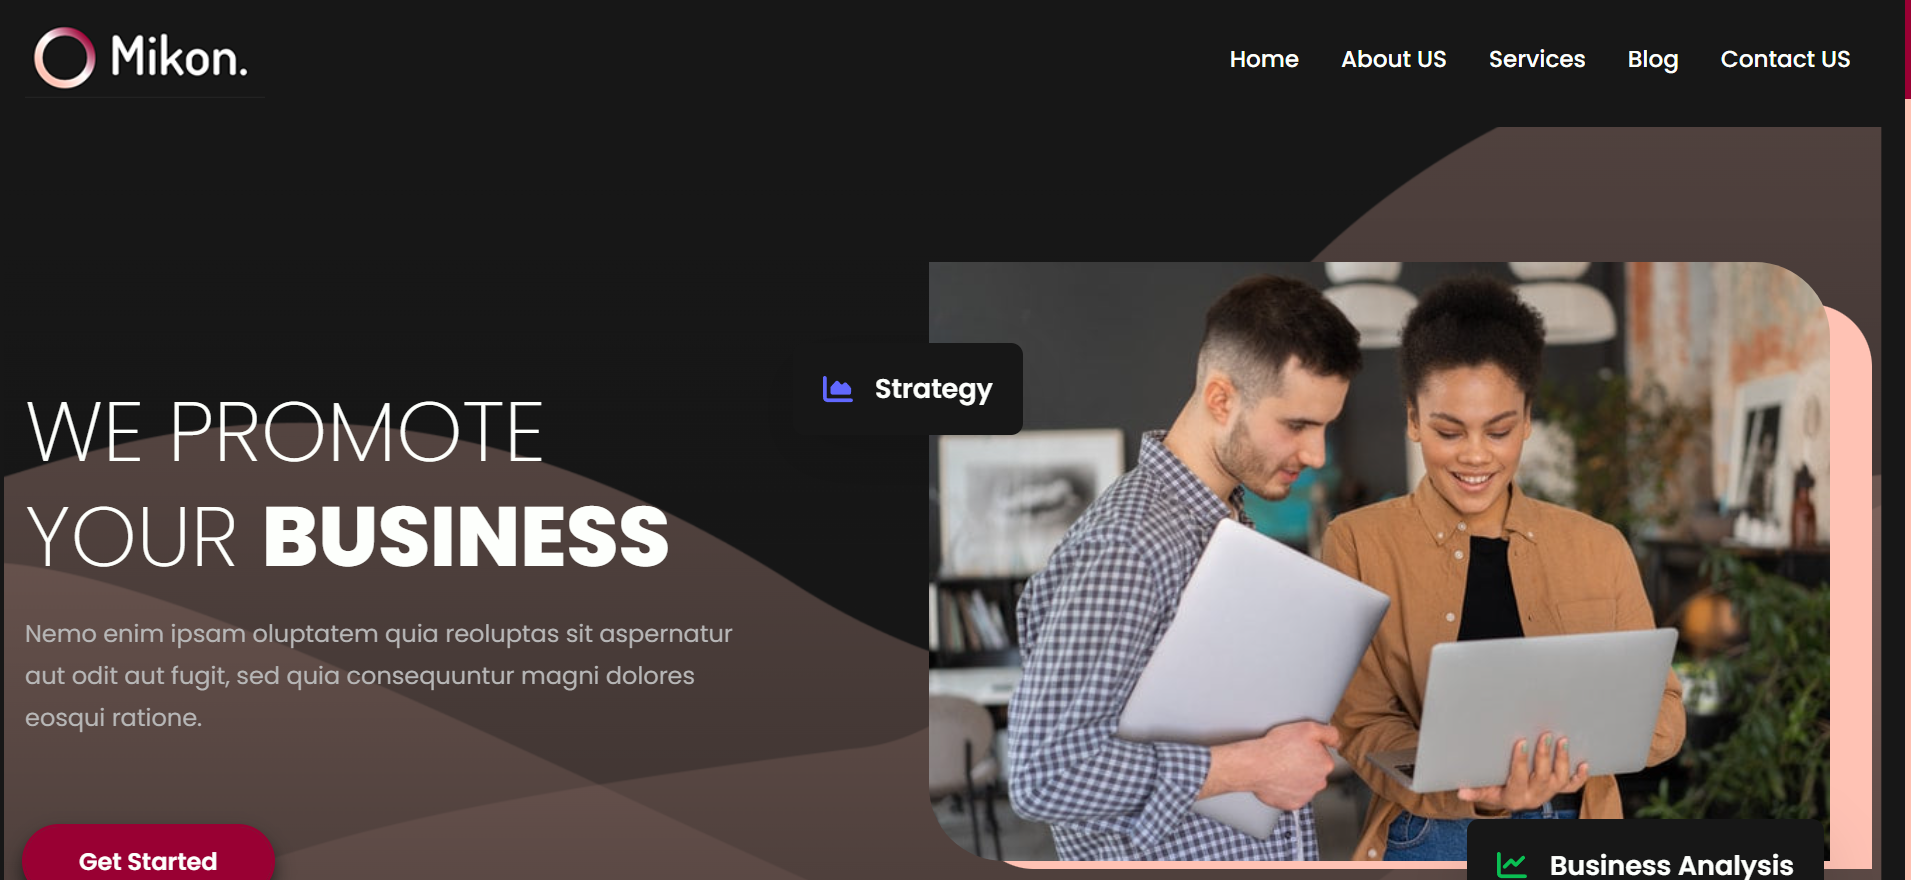 Mikon.
Home About US Services Blog Contact US
Strategy
WE PROMOTE
YOUR BUSINESS
Nemo enim ipsam oluptatem quia reoluptas sit aspernatur
aut odit aut fugit, sed quia consequuntur magni dolores
eosqui ratione.
Get Started
Business Analysis